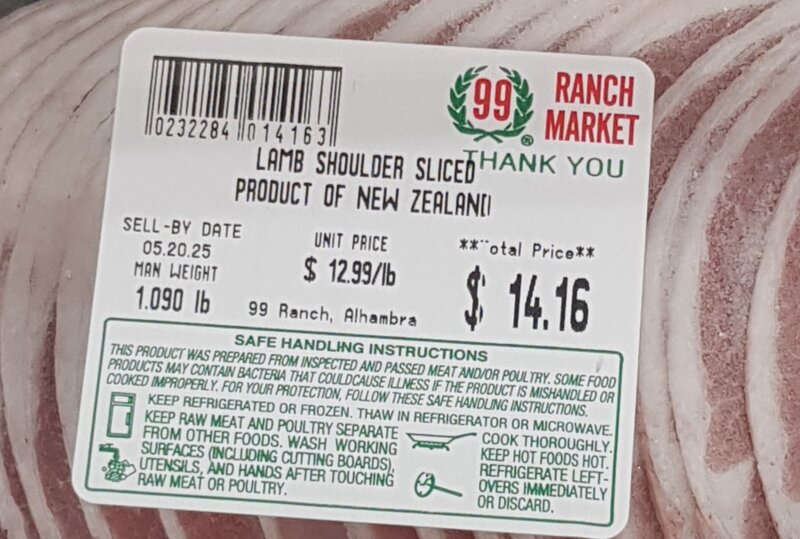 0232284 014163
99 RANCH
MARKET
®
THANK YOU
LAMB SHOULDER SLICED
PRODUCT OF NEW ZEALAND
SELL-BY DATE
05.20.25
MAN WEIGHT
1.090 lb
UNIT PRICE
$ 12.99/lb
99 Ranch, Alhambra
**Total Price**
$ 14.16
SAFE HANDLING INSTRUCTIONS
THIS PRODUCT WAS PREPARED FROM INSPECTED AND PASSED MEAT AND/OR POULTRY. SOME FOOD
PRODUCTS MAY CONTAIN BACTERIA THAT COULDCAUSE ILLNESS IF THE PRODUCT IS MISHANDLED OR
COOKED IMPROPERLY. FOR YOUR PROTECTION, FOLLOW THESE SAFE HANDLING INSTRUCTIONS.
KEEP REFRIGERATED OR FROZEN. THAW IN REFRIGERATOR OR MICROWAVE.
KEEP RAW MEAT AND POULTRY SEPARATE
FROM OTHER FOODS. WASH WORKING
SURFACES (INCLUDING CUTTING BOARDS),
UTENSILS, AND HANDS AFTER TOUCHING
RAW MEAT OR POULTRY.
COOK THOROUGHLY.
KEEP HOT FOODS HOT.
REFRIGERATE LEFT-
OVERS IMMEDIATELY
OR DISCARD.